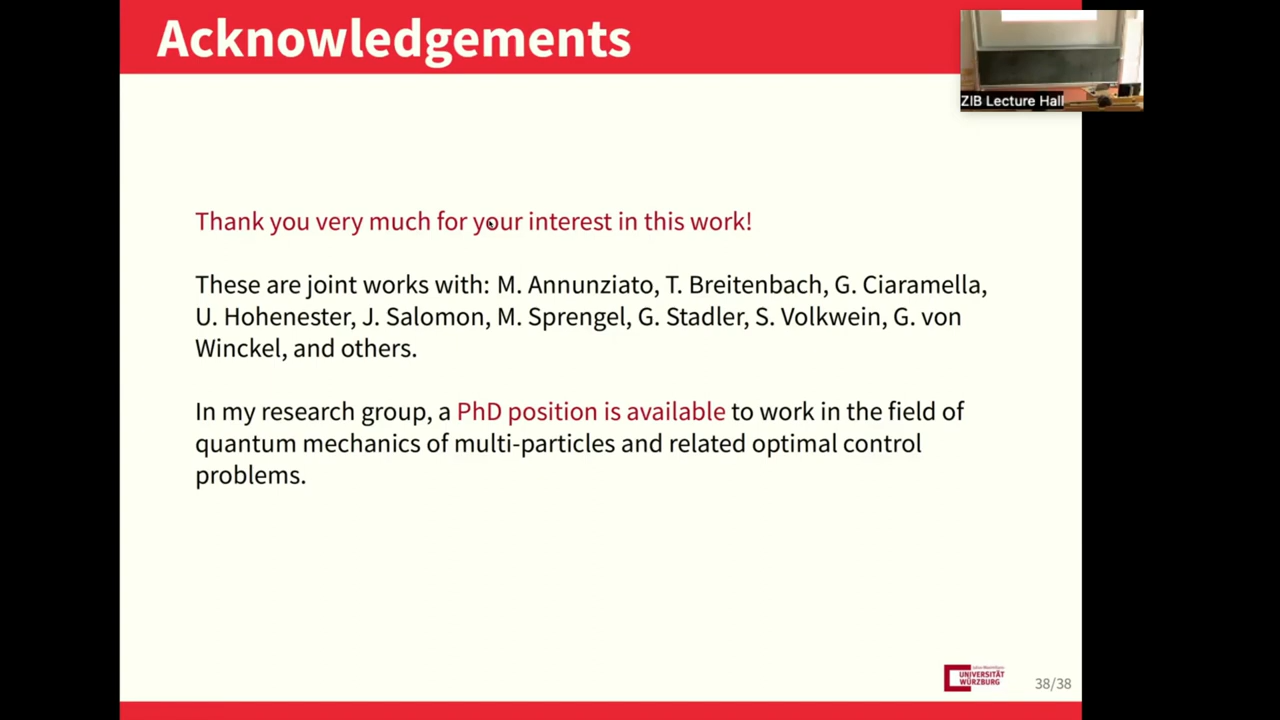 Acknowledgements
ZIB Lecture Hall
Thank you very much for your interest in this work!
These are joint works with: M. Annunziato, T. Breitenbach, G. Ciaramella,
U. Hohenester, J. Salomon, M. Sprengel, G. Stadler, S. Volkwein, G. von
Winckel, and others.
In my research group, a PhD position is available to work in the field of
quantum mechanics of multi-particles and related optimal control
problems.
UNIVERSITÄT
WÜRZBURG
38/38